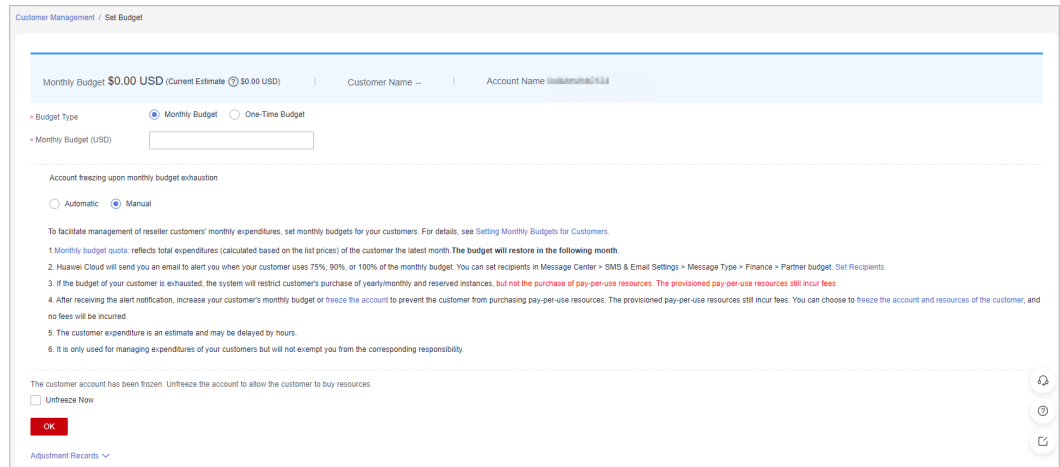 Customer Management / Set Budget
Monthly Budget $0.00 USD (Current Estimate ? $0.00 USD) | Customer Name -- | Account Name
* Budget Type Monthly Budget One-Time Budget
* Monthly Budget (USD)
Account freezing upon monthly budget exhaustion
Automatic Manual
To facilitate management of reseller customers' monthly expenditures, set monthly budgets for your customers. For details, see Setting Monthly Budgets for Customers.
1.Monthly budget quota: reflects total expenditures (calculated based on the list prices) of the customer the latest month.The budget will restore in the following month.
2. Huawei Cloud will send you an email to alert you when your customer uses 75%, 90%, or 100% of the monthly budget. You can set recipients in Message Center > SMS & Email Settings > Message Type > Finance > Partner budget. Set Recipients
3. If the budget of your customer is exhausted, the system will restrict customer's purchase of yearly/monthly and reserved instances, but not the purchase of pay-per-use resources. The provisioned pay-per-use resources still incur fees.
4. After receiving the alert notification, increase your customer's monthly budget or freeze the account to prevent the customer from purchasing pay-per-use resources. The provisioned pay-per-use resources still incur fees. You can choose to freeze the account and resources of the customer, and
no fees will be incurred.
5. The customer expenditure is an estimate and may be delayed by hours.
6. It is only used for managing expenditures of your customers but will not exempt you from the corresponding responsibility.
The customer account has been frozen. Unfreeze the account to allow the customer to buy resources.
Unfreeze Now
OK
Adjustment Records